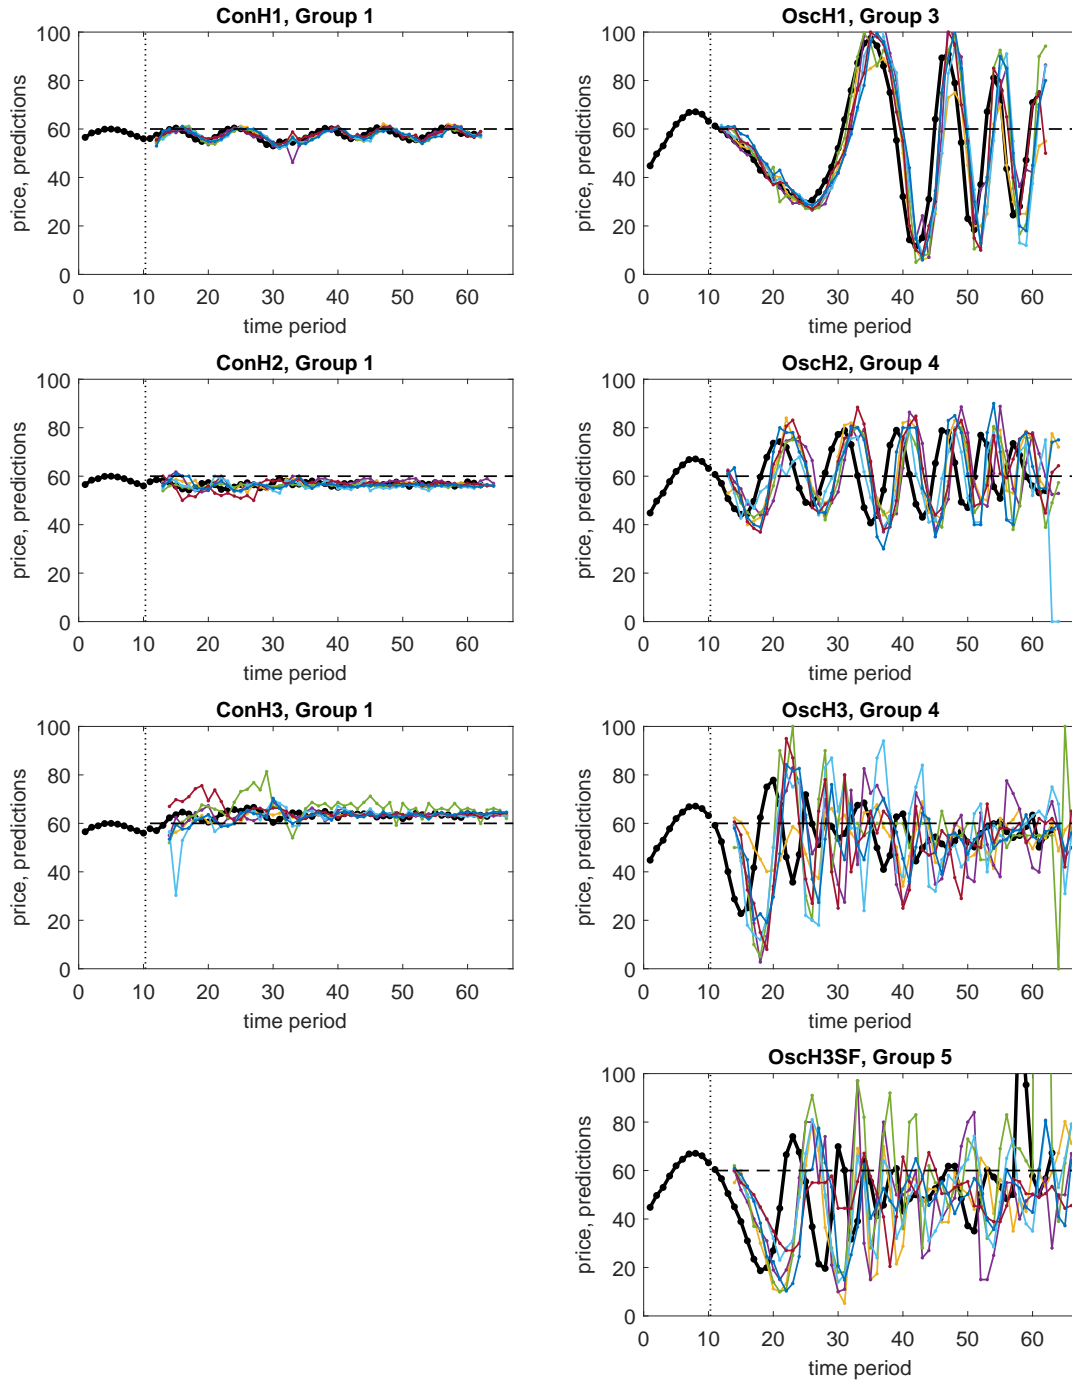 ConH1, Group 1
100
80
60
40
20
0
price, predictions
0 10 20 30 40 50 60
time period
OscH1, Group 3
100
80
60
40
20
0
price, predictions
0 10 20 30 40 50 60
time period
ConH2, Group 1
100
80
60
40
20
0
price, predictions
0 10 20 30 40 50 60
time period
OscH2, Group 4
100
80
60
40
20
0
price, predictions
0 10 20 30 40 50 60
time period
ConH3, Group 1
100
80
60
40
20
0
price, predictions
0 10 20 30 40 50 60
time period
OscH3, Group 4
100
80
60
40
20
0
price, predictions
0 10 20 30 40 50 60
time period
OscH3SF, Group 5
100
80
60
40
20
0
price, predictions
0 10 20 30 40 50 60
time period